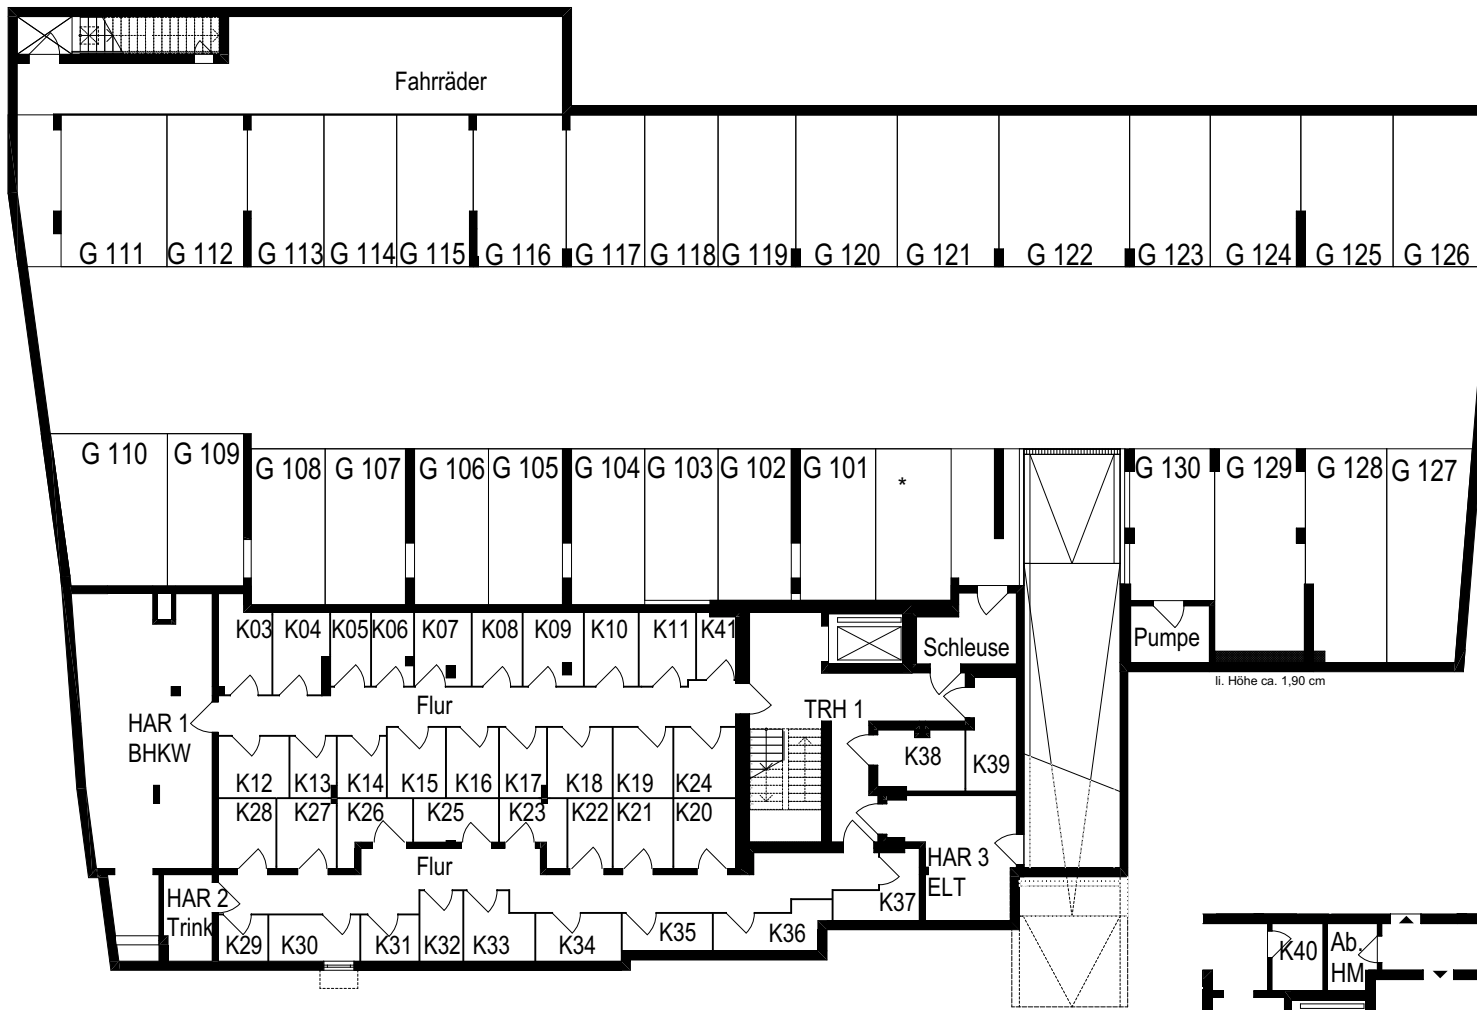 Fahrräder
G 111 G 112 G 113 G 114 G 115 G 116 G 117 G 118 G 119 G 120 G 121 G 122 G 123 G 124 G 125 G 126
G 110 G 109 G 108 G 107 G 106 G 105 G 104 G 103 G 102 G 101 * G 130 G 129 G 128 G 127
K03 K04 K05 K06 K07 K08 K09 K10 K11 K41
Schleuse
Pumpe
li. Höhe ca. 1,90 cm
HAR 1
BHKW
Flur
TRH 1
K12 K13 K14 K15 K16 K17 K18 K19 K24
K38 K39
K28 K27 K26 K25 K23 K22 K21 K20
Flur
HAR 3
ELT
HAR 2
Trink
K29 K30 K31 K32 K33 K34 K35 K36 K37
K40
Ab.
HM